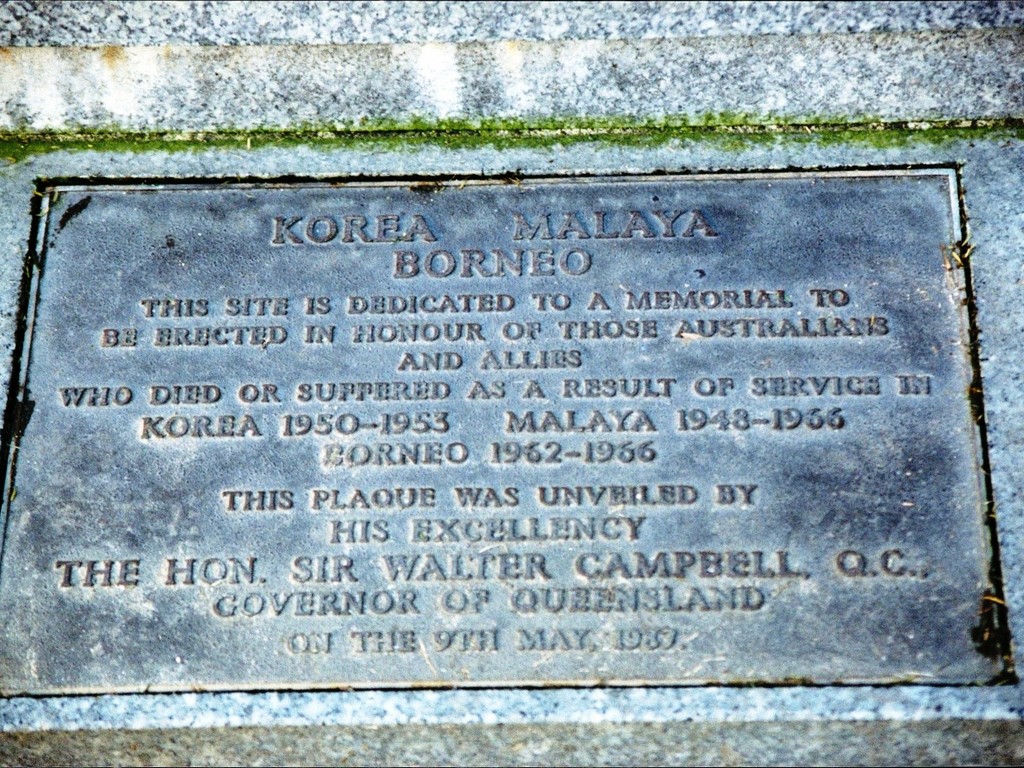 KOREA MALAYA
BORNEO
THIS SITE IS DEDICATED TO A MEMORIAL TO
BE ERECTED IN HONOUR OF THOSE AUSTRALIANS
AND ALLIES
WHO DIED OR SUFFERED AS A RESULT OF SERVICE IN
KOREA 1950-1953 MALAYA 1948-1966
BORNEO 1962-1966
THIS PLAQUE WAS UNVEILED BY
HIS EXCELLENCY
THE HON. SIR WALTER CAMPBELL, Q.C.,
GOVERNOR OF QUEENSLAND
ON THE 9TH MAY, 1987.